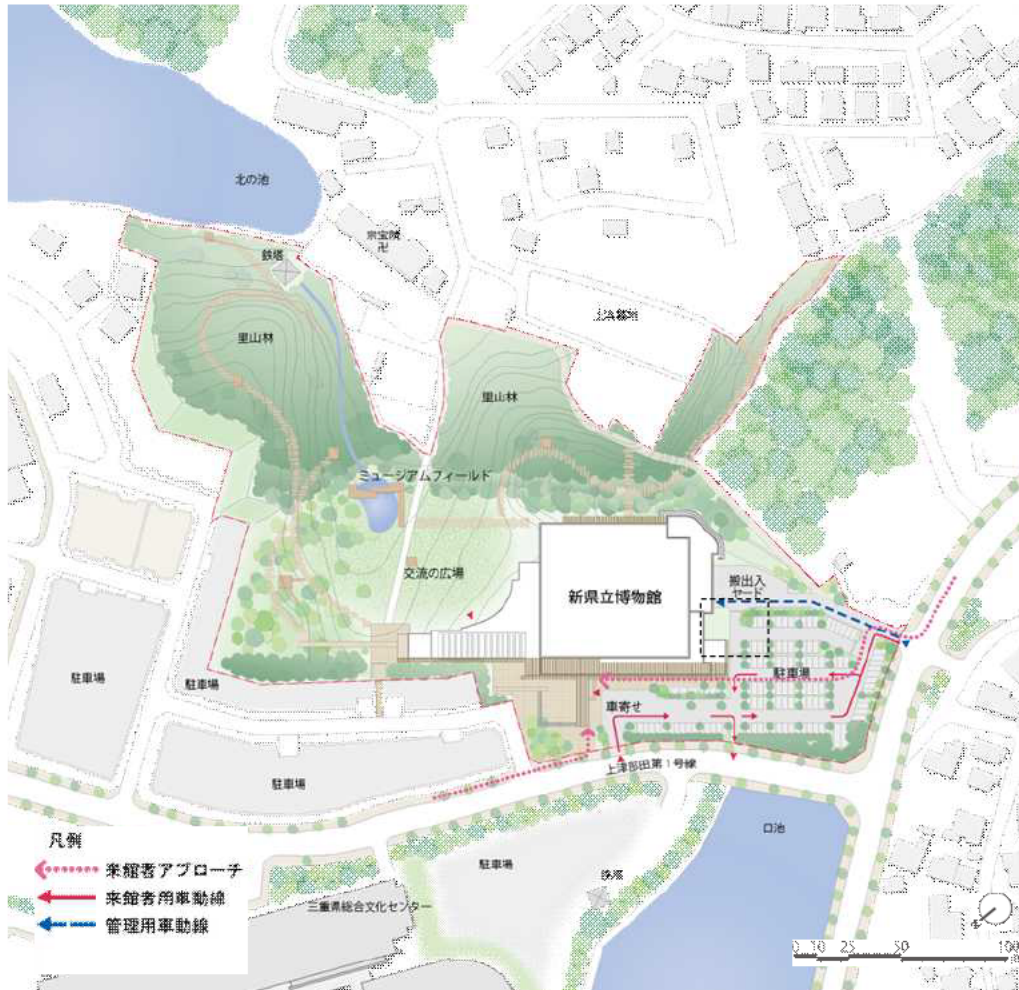 北の池
鉄塔
宗宝院
卍
里山林
上浜墓地
里山林
ミュージアムフィールド
交流の広場
新県立博物館
搬出入
ヤード
駐車場
駐車場
駐車場
車寄せ
上津部田第1号線
駐車場
口池
駐車場
鉄塔
三重県総合文化センター
凡例
来館者アプローチ
来館者用車動線
管理用車動線
0 10 25 50 100